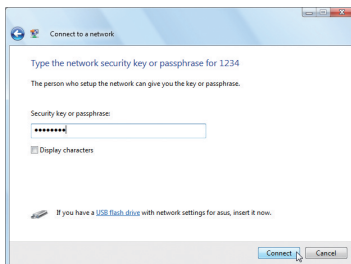 Connect to a network
Type the network security key or passphrase for 1234
The person who setup the network can give you the key or passphrase.
Security key or passphrase:
••••••••
Display characters
If you have a USB flash drive with network settings for asus, insert it now.
Connect
Cancel